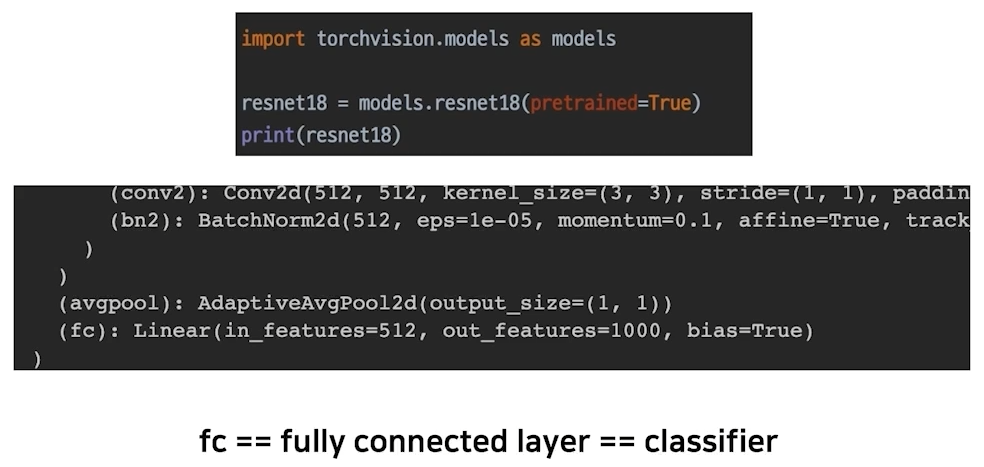 import torchvision.models as models
resnet18 = models.resnet18(pretrained=True)
print(resnet18)
(conv2): Conv2d(512, 512, kernel_size=(3, 3), stride=(1, 1), paddin
(bn2): BatchNorm2d(512, eps=1e-05, momentum=0.1, affine=True, track_
)
)
(avgpool): AdaptiveAvgPool2d(output_size=(1, 1))
(fc): Linear(in_features=512, out_features=1000, bias=True)
)
fc == fully connected layer == classifier